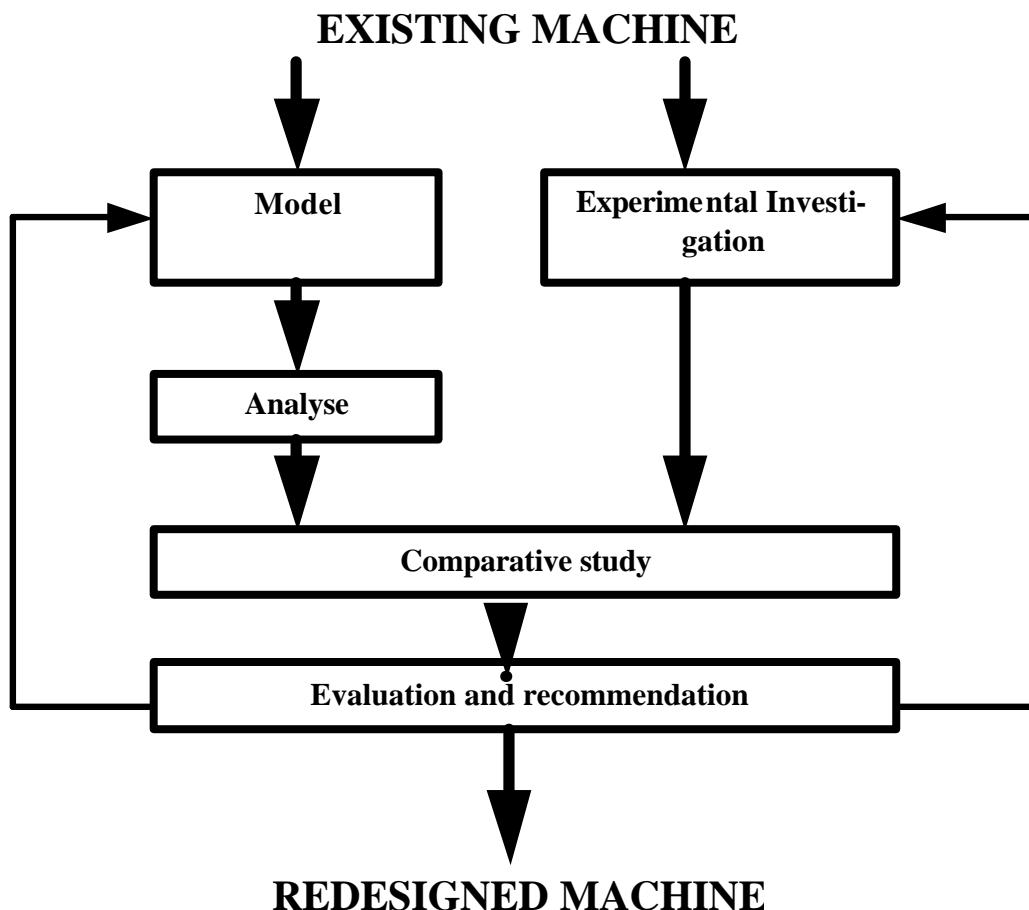 EXISTING MACHINE
Model
Experimental Investi-
gation
Analyse
Comparative study
Evaluation and recommendation
REDESIGNED MACHINE